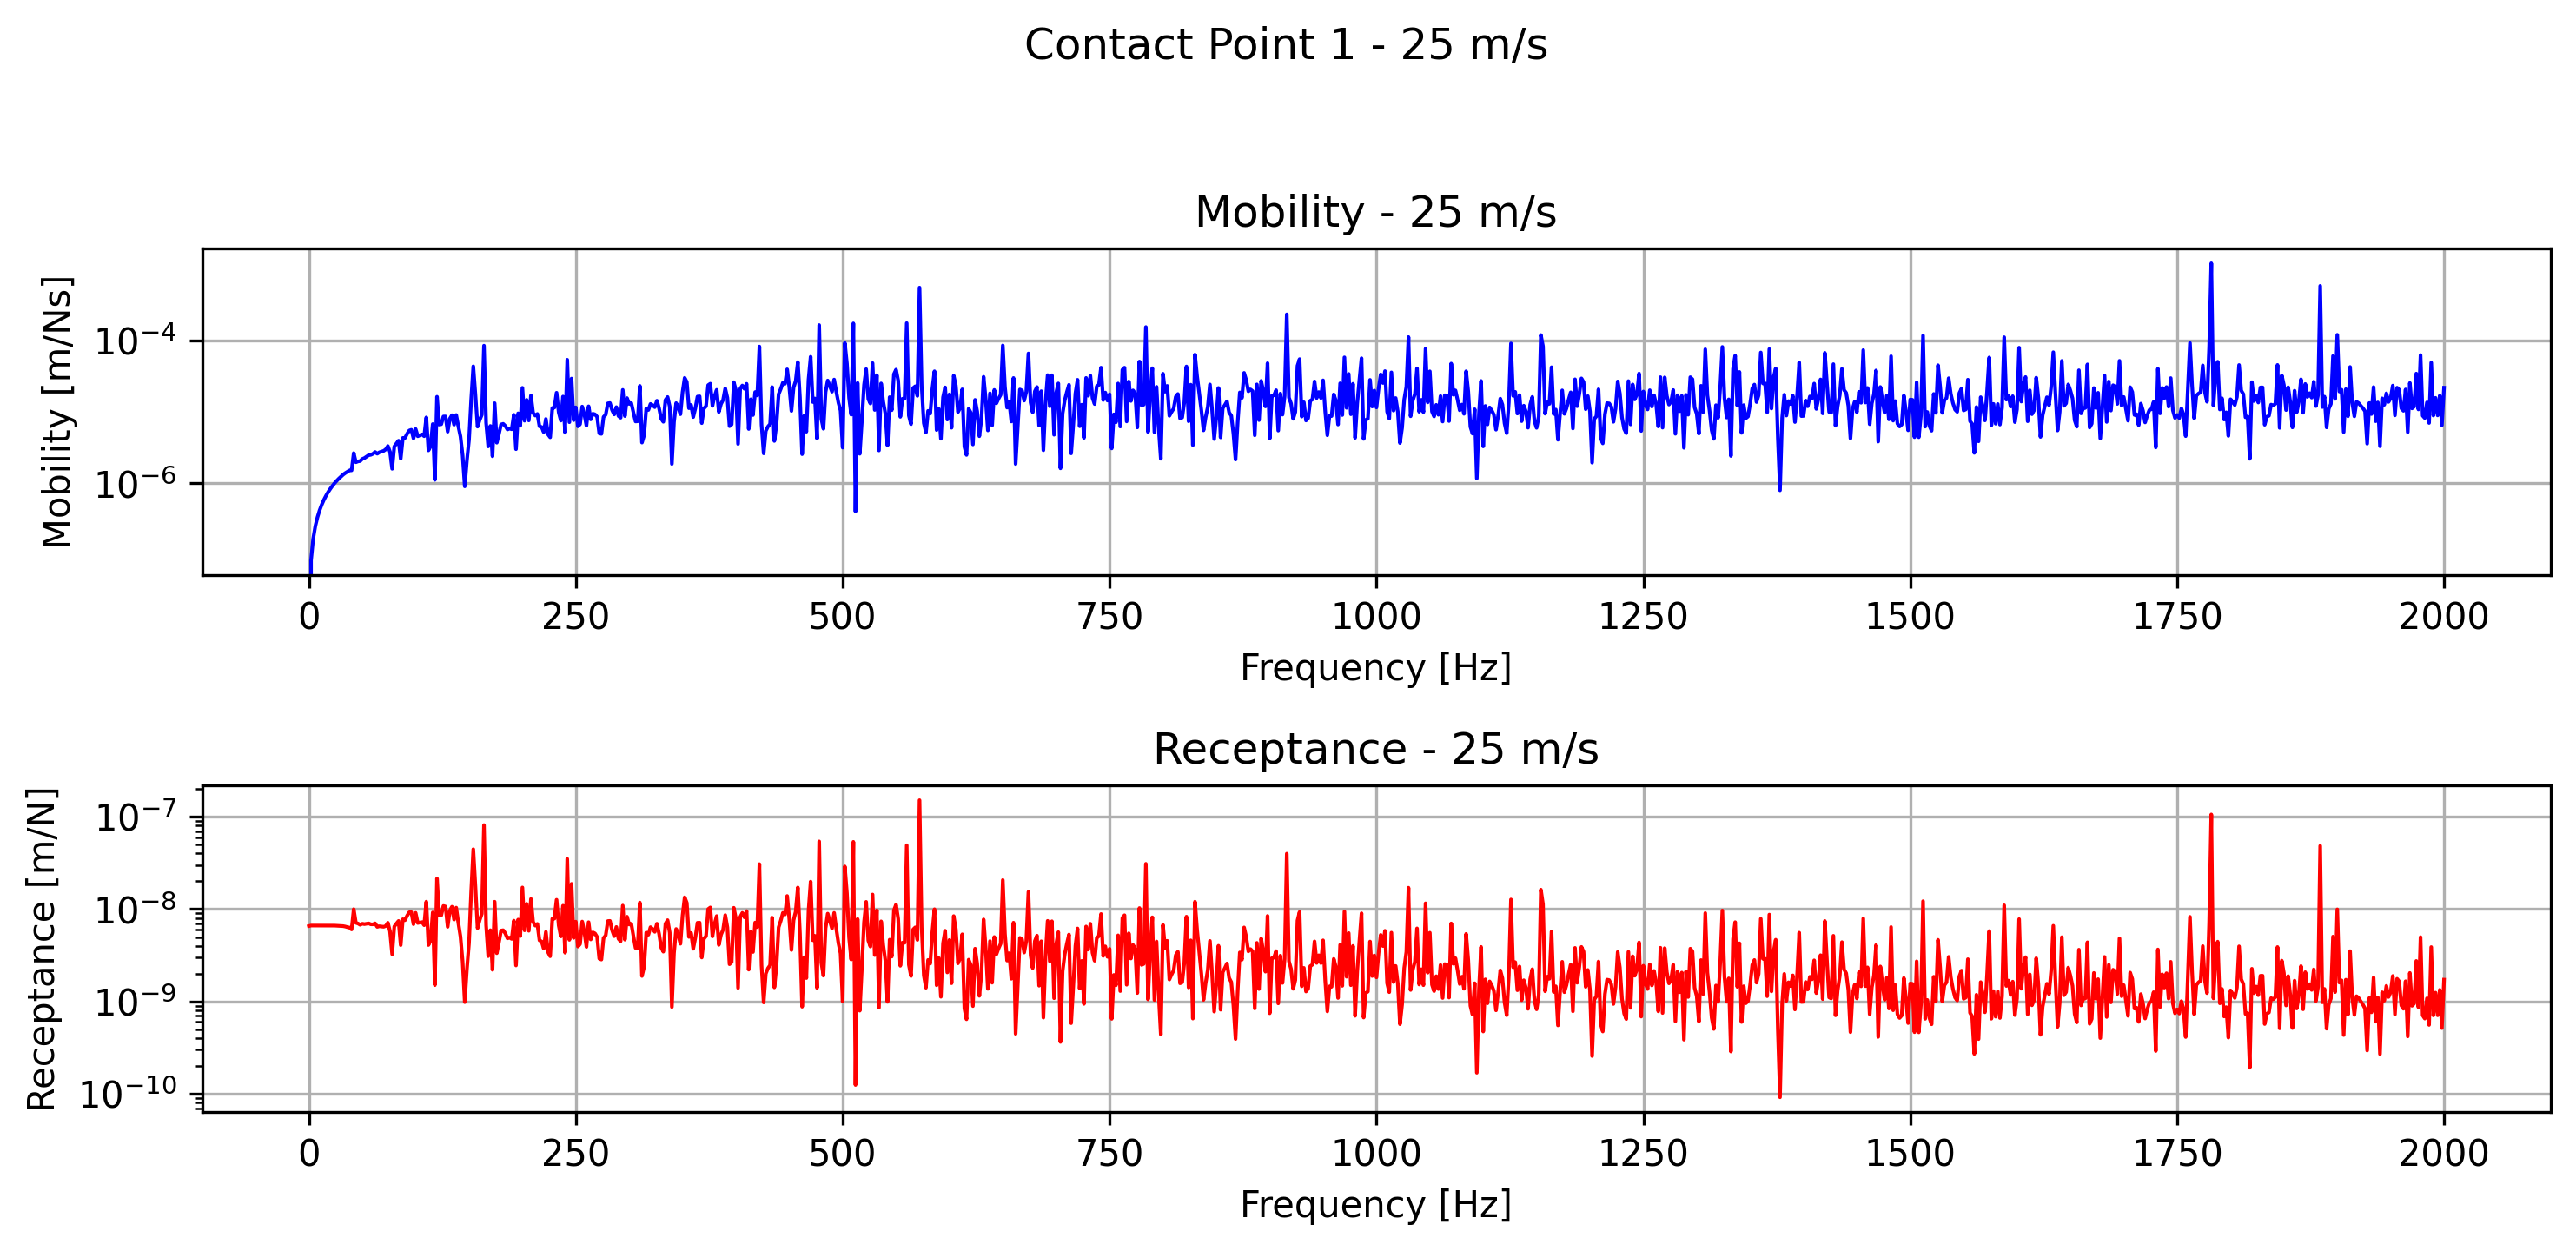 Contact Point 1 - 25 m/s
Mobility - 25 m/s
Mobility [m/Ns]
10⁻⁴
10⁻⁶
0 250 500 750 1000 1250 1500 1750 2000
Frequency [Hz]
Receptance - 25 m/s
Receptance [m/N]
10⁻⁷
10⁻⁸
10⁻⁹
10⁻¹⁰
0 250 500 750 1000 1250 1500 1750 2000
Frequency [Hz]